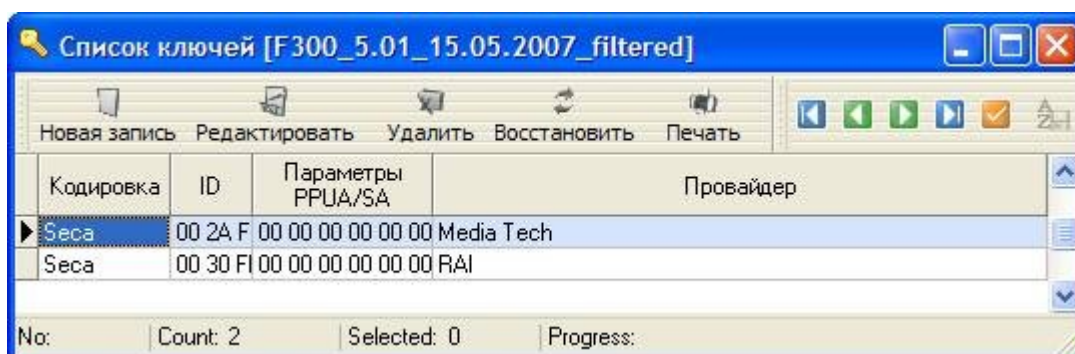 Список ключей [F300_5.01_15.05.2007_filtered]
Новая запись Редактировать Удалить Восстановить Печать
Кодировка ID Параметры PPUA/SA Провайдер
Seca 00 2A F 00 00 00 00 00 00 Media Tech
Seca 00 30 F 00 00 00 00 00 00 RAI
No: Count: 2 Selected: 0 Progress: